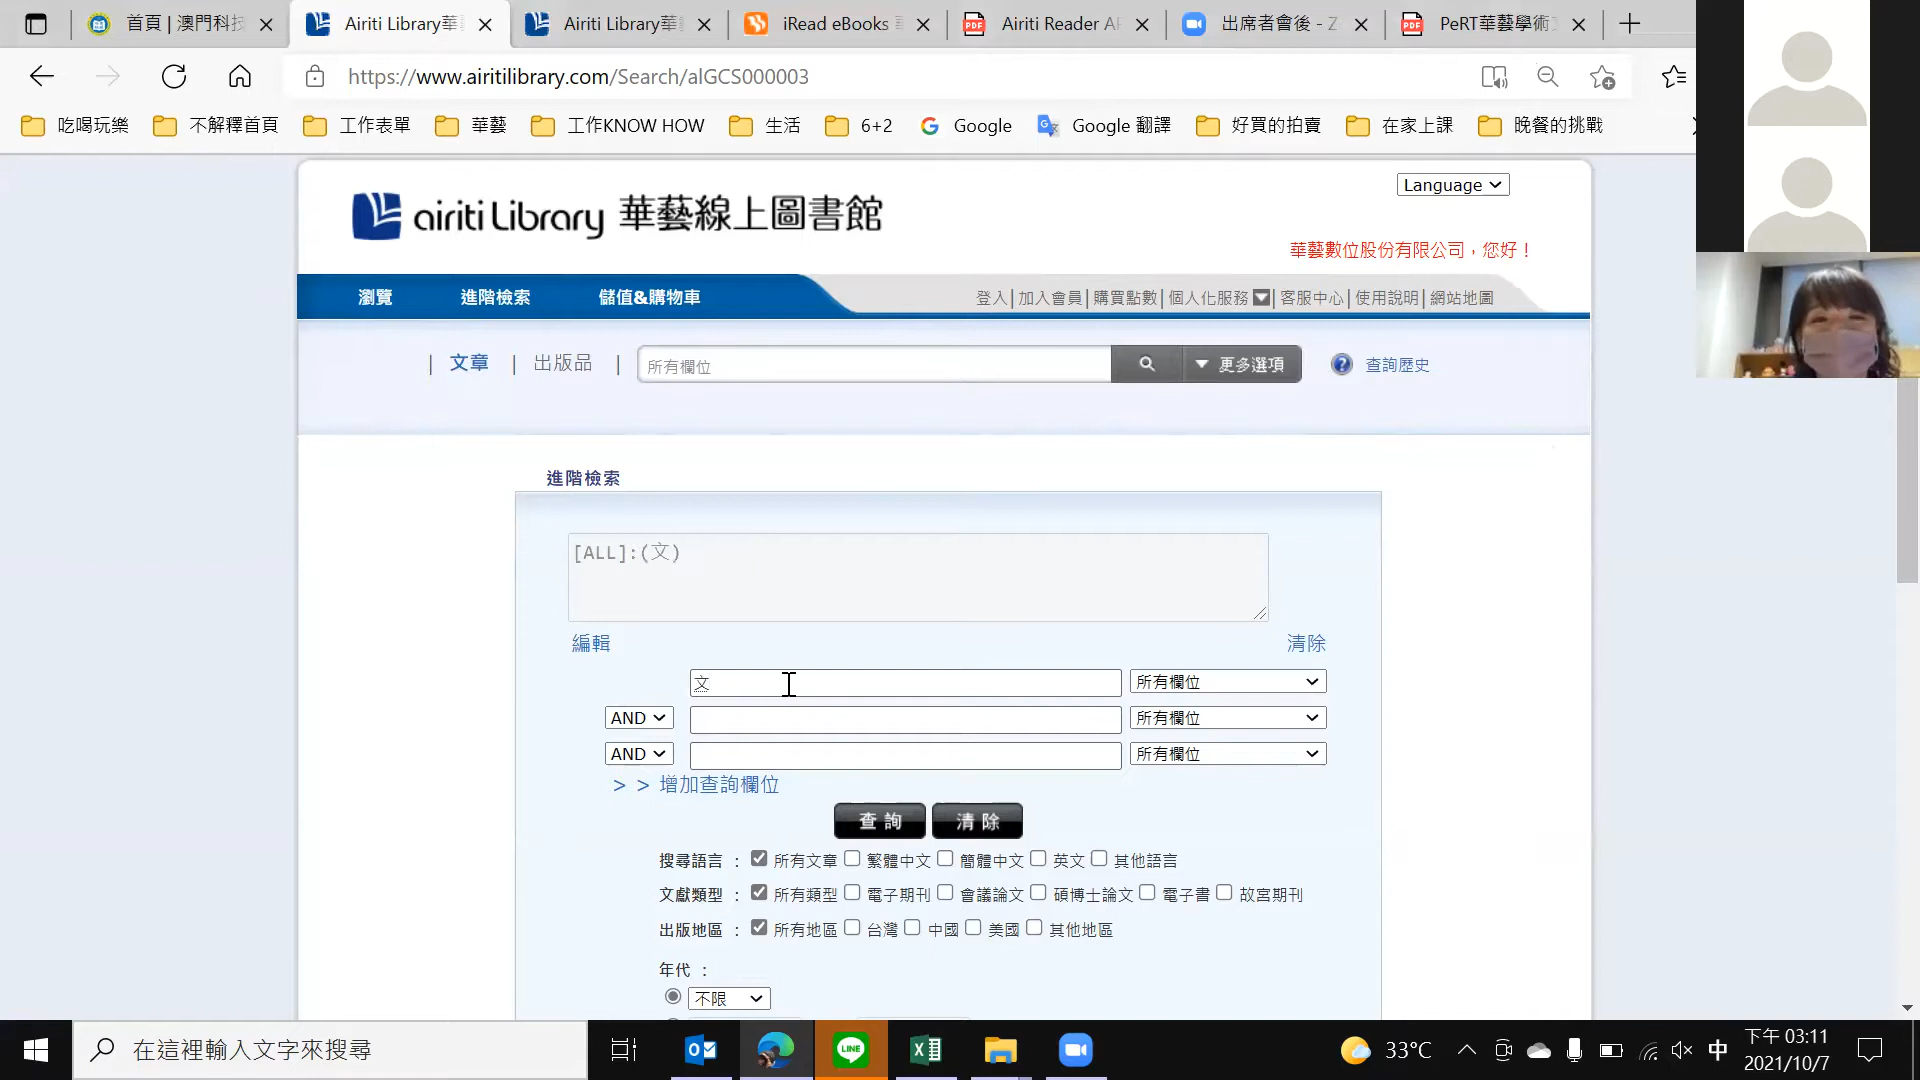 首頁 | 澳門科技
Airiti Library華
Airiti Library華
iRead eBooks
Airiti Reader AP
出席者會後 - Z
PeRT華藝學術
https://www.airitilibrary.com/Search/alGCS000003
吃喝玩樂 不解釋首頁 工作表單 華藝 工作KNOW HOW 生活 6+2 Google Google 翻譯 好買的拍賣 在家上課 晚餐的挑戰
Language
airiti Library 華藝線上圖書館
華藝數位股份有限公司，您好！
瀏覽 進階檢索 儲值&購物車
登入|加入會員|購買點數|個人化服務|客服中心|使用說明|網站地圖
| 文章 | 出版品 | 所有欄位 更多選項 ? 查詢歷史
進階檢索
[ALL]:(文)
編輯 清除
文 所有欄位
AND 所有欄位
AND 所有欄位
> > 增加查詢欄位
查詢 清除
搜尋語言 : 所有文章 繁體中文 簡體中文 英文 其他語言
文獻類型 : 所有類型 電子期刊 會議論文 碩博士論文 電子書 故宮期刊
出版地區 : 所有地區 台灣 中國 美國 其他地區
年代 :
不限
在這裡輸入文字來搜尋
LINE
33°C
中
下午 03:11
2021/10/7